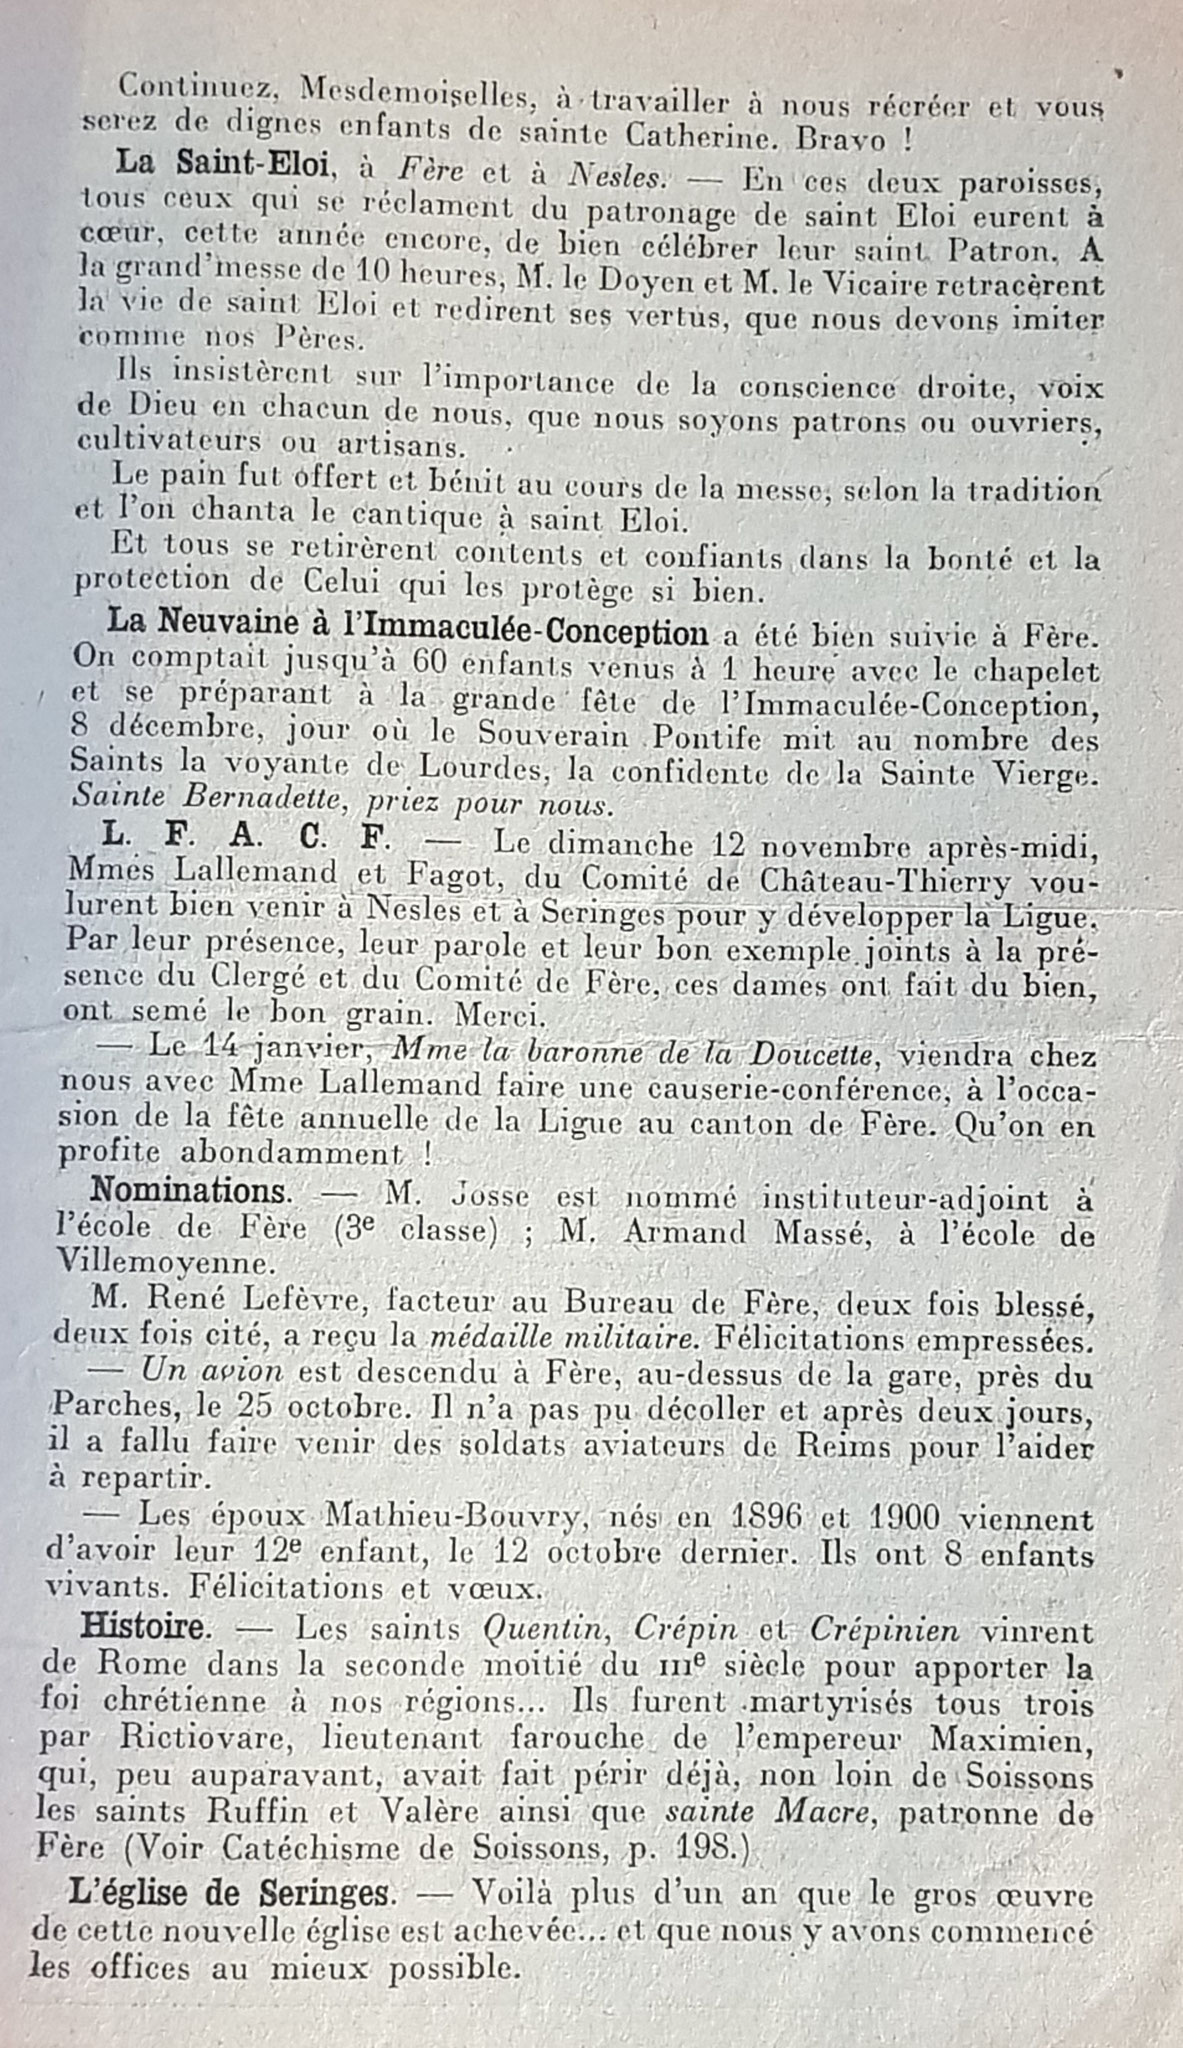 Continuez, Mesdemoiselles, à travailler à nous récréer et vous
serez de dignes enfants de sainte Catherine. Bravo !
La Saint-Eloi, à Fère et à Nesles. — En ces deux paroisses,
tous ceux qui se réclament du patronage de saint Eloi eurent à
cœur, cette année encore, de bien célébrer leur saint Patron. A
la grand'messe de 10 heures, M. le Doyen et M. le Vicaire retracèrent
la vie de saint Eloi et redirent ses vertus, que nous devons imiter
comme nos Pères.
Ils insistèrent sur l'importance de la conscience droite, voix
de Dieu en chacun de nous, que nous soyons patrons ou ouvriers,
cultivateurs ou artisans.
Le pain fut offert et bénit au cours de la messe, selon la tradition
et l'on chanta le cantique à saint Eloi.
Et tous se retirèrent contents et confiants dans la bonté et la
protection de Celui qui les protège si bien.
La Neuvaine à l'Immaculée-Conception a été bien suivie à Fère.
On comptait jusqu'à 60 enfants venus à 1 heure avec le chapelet
et se préparant à la grande fête de l'Immaculée-Conception,
8 décembre, jour où le Souverain Pontife mit au nombre des
Saints la voyante de Lourdes, la confidente de la Sainte Vierge.
Sainte Bernadette, priez pour nous.
L. F. A. C. F. — Le dimanche 12 novembre après-midi,
Mmes Lallemand et Fagot, du Comité de Château-Thierry vou-
lurent bien venir à Nesles et à Seringes pour y développer la Ligue.
Par leur présence, leur parole et leur bon exemple joints à la pré-
sence du Clergé et du Comité de Fère, ces dames ont fait du bien,
ont semé le bon grain. Merci.
— Le 14 janvier, Mme la baronne de la Doucette, viendra chez
nous avec Mme Lallemand faire une causerie-conférence, à l'occa-
sion de la fête annuelle de la Ligue au canton de Fère. Qu'on en
profite abondamment !
Nominations. — M. Josse est nommé instituteur-adjoint à
l'école de Fère (3e classe) ; M. Armand Massé, à l'école de
Villemoyenne.
M. René Lefèvre, facteur au Bureau de Fère, deux fois blessé,
deux fois cité, a reçu la médaille militaire. Félicitations empressées.
— Un avion est descendu à Fère, au-dessus de la gare, près du
Parches, le 25 octobre. Il n'a pas pu décoller et après deux jours,
il a fallu faire venir des soldats aviateurs de Reims pour l'aider
à repartir.
— Les époux Mathieu-Bouvry, nés en 1896 et 1900 viennent
d'avoir leur 12e enfant, le 12 octobre dernier. Ils ont 8 enfants
vivants. Félicitations et vœux.
Histoire. — Les saints Quentin, Crépin et Crépinien vinrent
de Rome dans la seconde moitié du IIIe siècle pour apporter la
foi chrétienne à nos régions... Ils furent martyrisés tous trois
par Rictiovare, lieutenant farouche de l'empereur Maximien,
qui, peu auparavant, avait fait périr déjà, non loin de Soissons
les saints Ruffin et Valère ainsi que sainte Macre, patronne de
Fère (Voir Catéchisme de Soissons, p. 198.)
L'église de Seringes. — Voilà plus d'un an que le gros œuvre
de cette nouvelle église est achevée... et que nous y avons commencé
les offices au mieux possible.